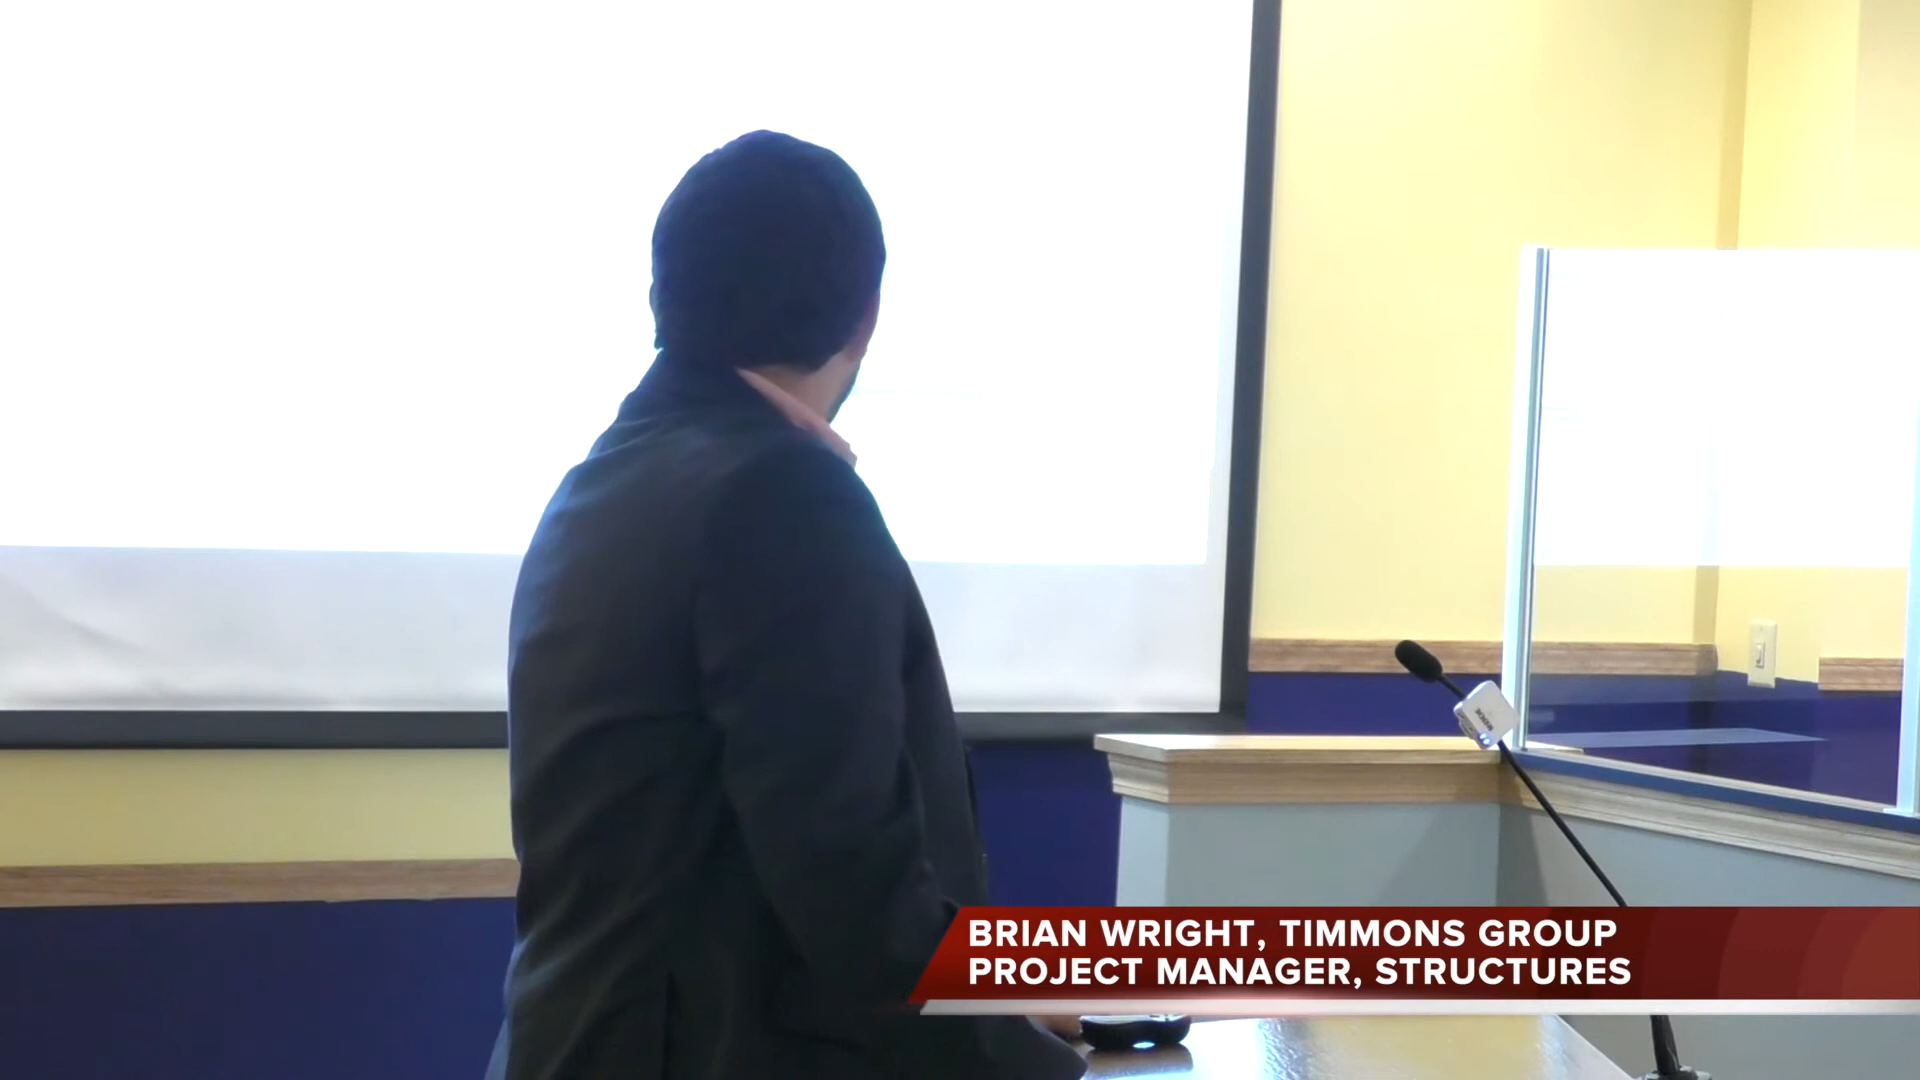 BRIAN WRIGHT, TIMMONS GROUP
PROJECT MANAGER, STRUCTURES